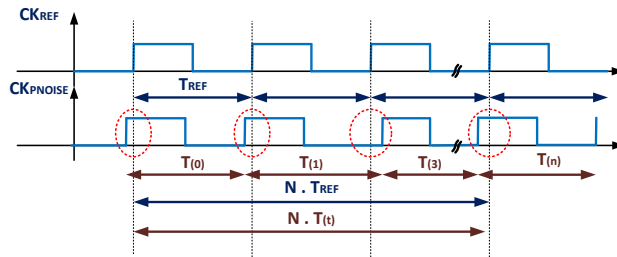 CKREF
TREF
CKPNOISE
T(0) T(1) T(3) T(n)
N . TREF
N . T(t)